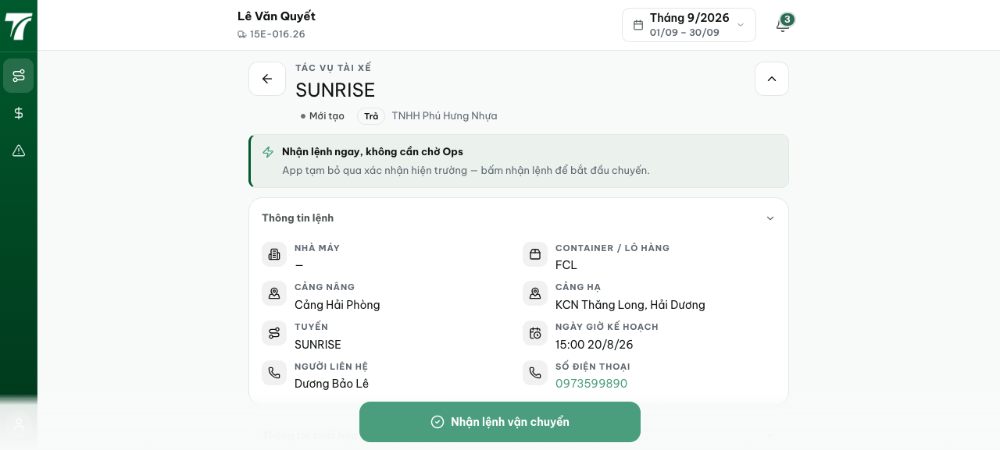 Lê Văn Quyết
15E-016.26
Tháng 9/2026
01/09 – 30/09
3
TÁC VỤ TÀI XẾ
SUNRISE
Mới tạo
Trả
TNHH Phú Hưng Nhựa
Nhận lệnh ngay, không cần chờ Ops
App tạm bỏ qua xác nhận hiện trường — bấm nhận lệnh để bắt đầu chuyến.
Thông tin lệnh
NHÀ MÁY
—
CONTAINER / LÔ HÀNG
FCL
CẢNG NÂNG
Cảng Hải Phòng
CẢNG HẠ
KCN Thăng Long, Hải Dương
TUYẾN
SUNRISE
NGÀY GIỜ KẾ HOẠCH
15:00 20/8/26
NGƯỜI LIÊN HỆ
Dương Bảo Lê
SỐ ĐIỆN THOẠI
0973599890
Nhận lệnh vận chuyển